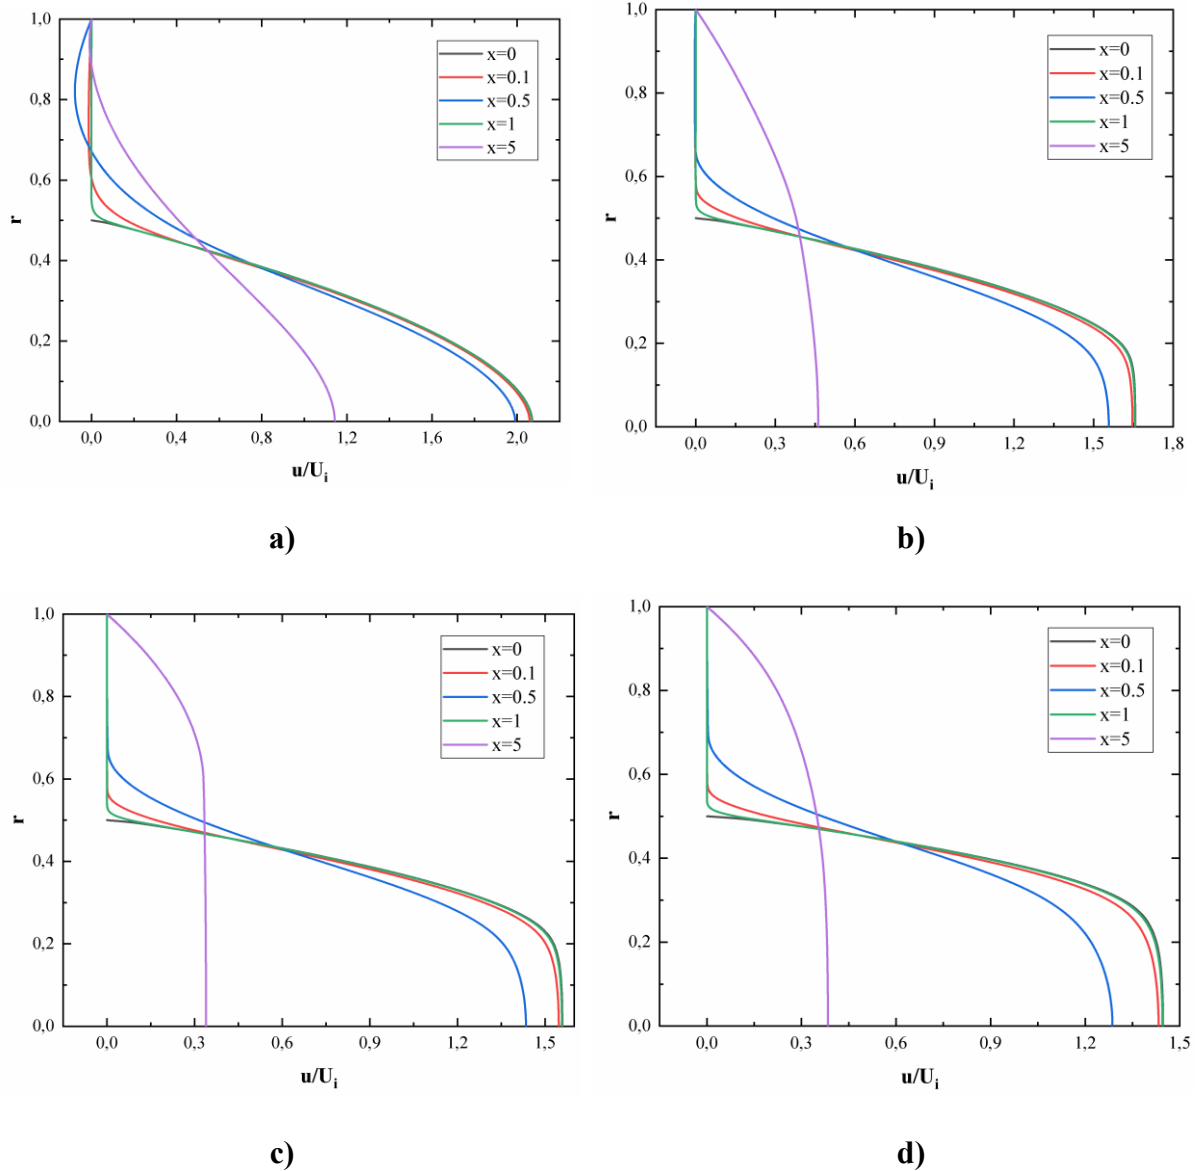 1,0
0,8
0,6
0,4
0,2
0,0
r
x=0
x=0.1
x=0.5
x=1
x=5
0,0 0,4 0,8 1,2 1,6 2,0
u/Ui
a)
1,0
0,8
0,6
0,4
0,2
0,0
r
x=0
x=0.1
x=0.5
x=1
x=5
0,0 0,3 0,6 0,9 1,2 1,5 1,8
u/Ui
b)
1,0
0,8
0,6
0,4
0,2
0,0
r
x=0
x=0.1
x=0.5
x=1
x=5
0,0 0,3 0,6 0,9 1,2 1,5
u/Ui
c)
1,0
0,8
0,6
0,4
0,2
0,0
r
x=0
x=0.1
x=0.5
x=1
x=5
0,0 0,3 0,6 0,9 1,2 1,5
u/Ui
d)